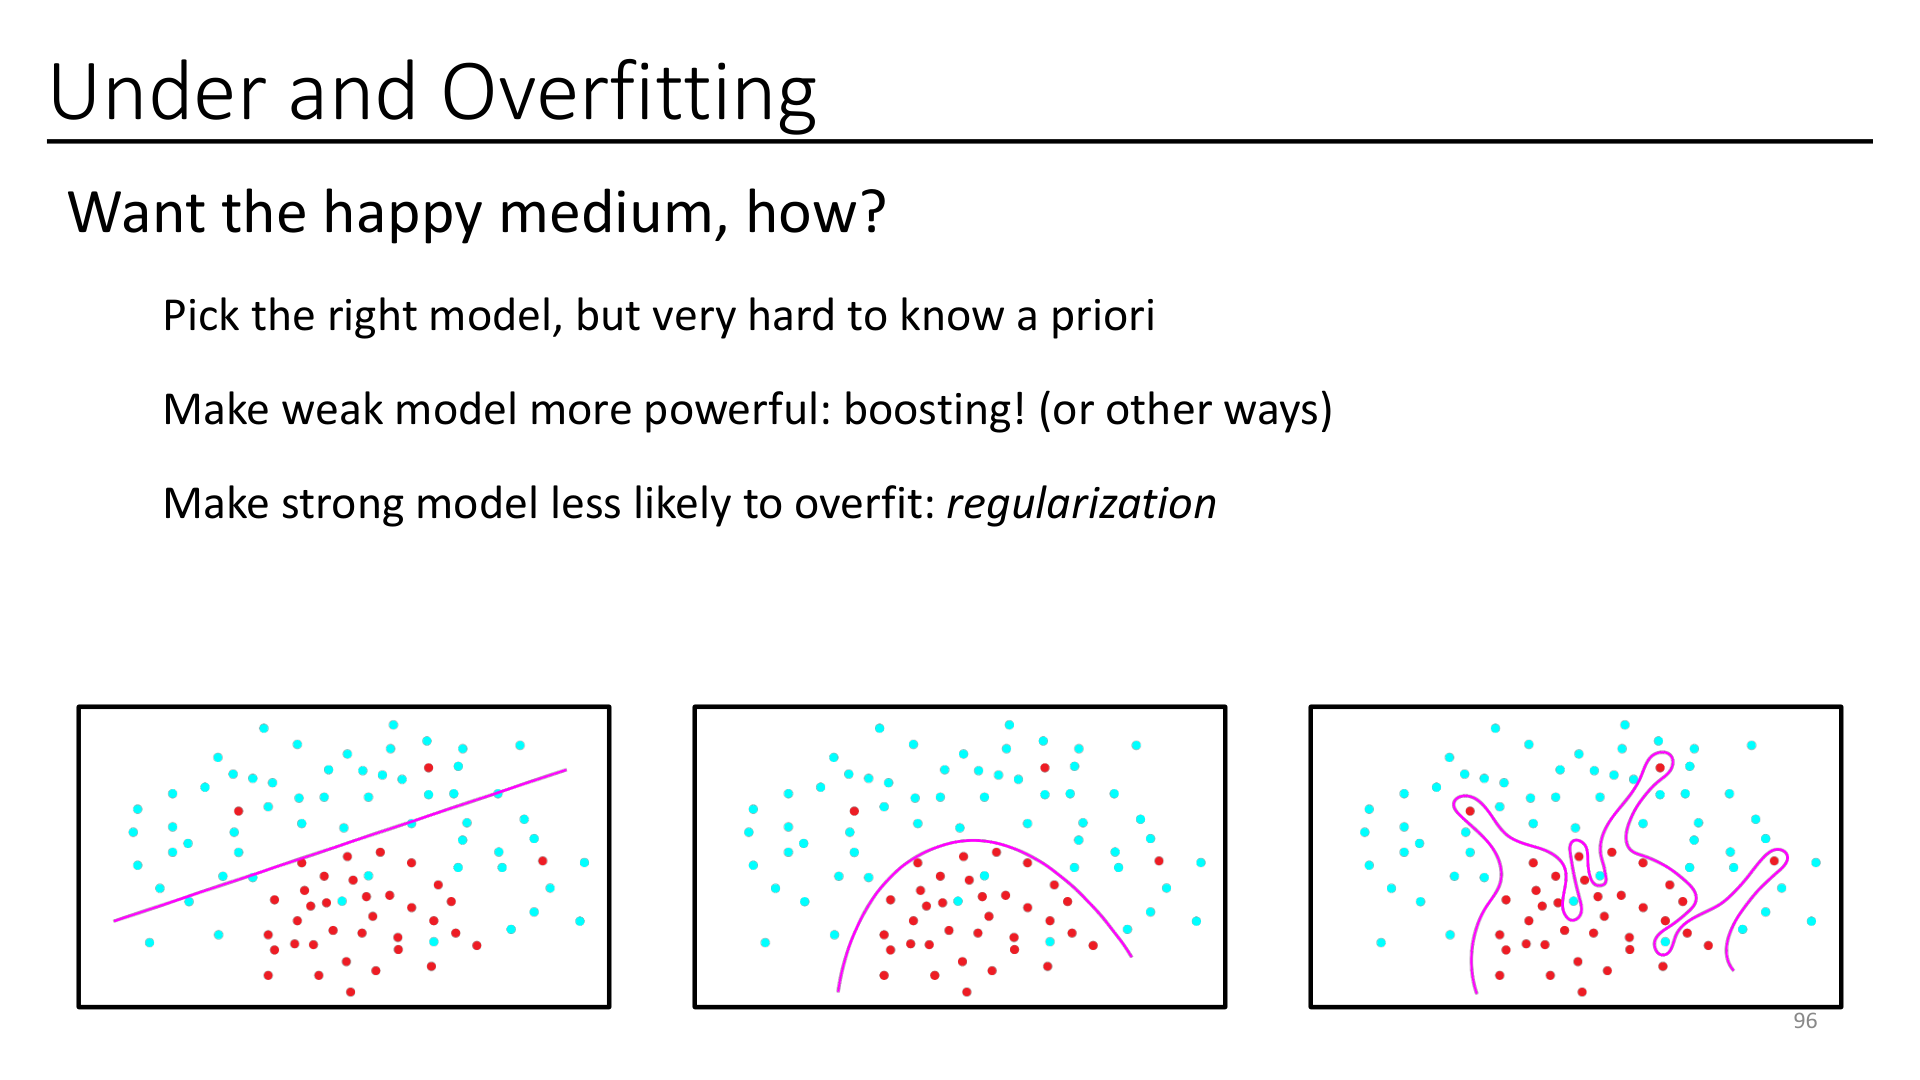 Under and Overfitting
Want the happy medium, how?
Pick the right model, but very hard to know a priori
Make weak model more powerful: boosting! (or other ways)
Make strong model less likely to overfit: regularization
96